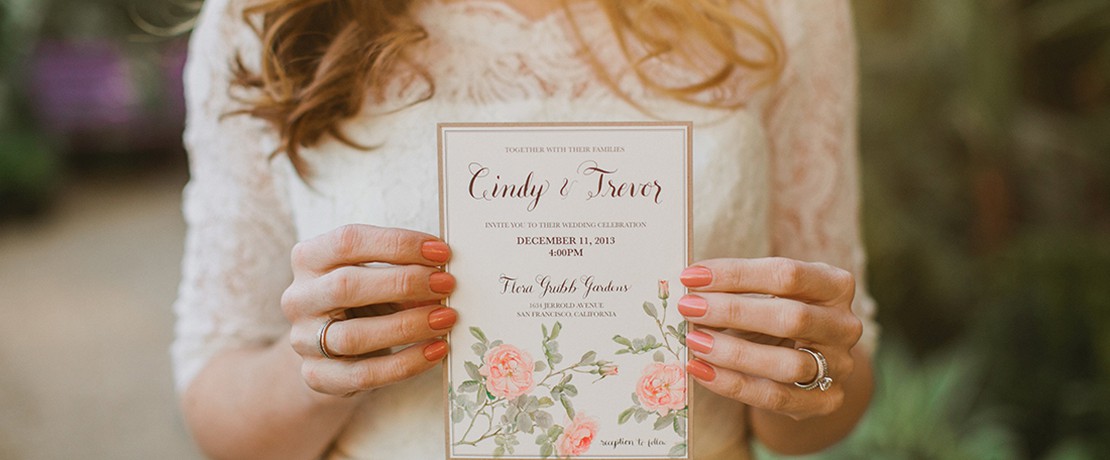 TOGETHER WITH THEIR FAMILIES
Cindy & Trevor
INVITE YOU TO THEIR WEDDING CELEBRATION
DECEMBER 11, 2013
4:00PM
Flora Grubb Gardens
1634 JERROLD AVENUE
SAN FRANCISCO, CALIFORNIA
reception to follow